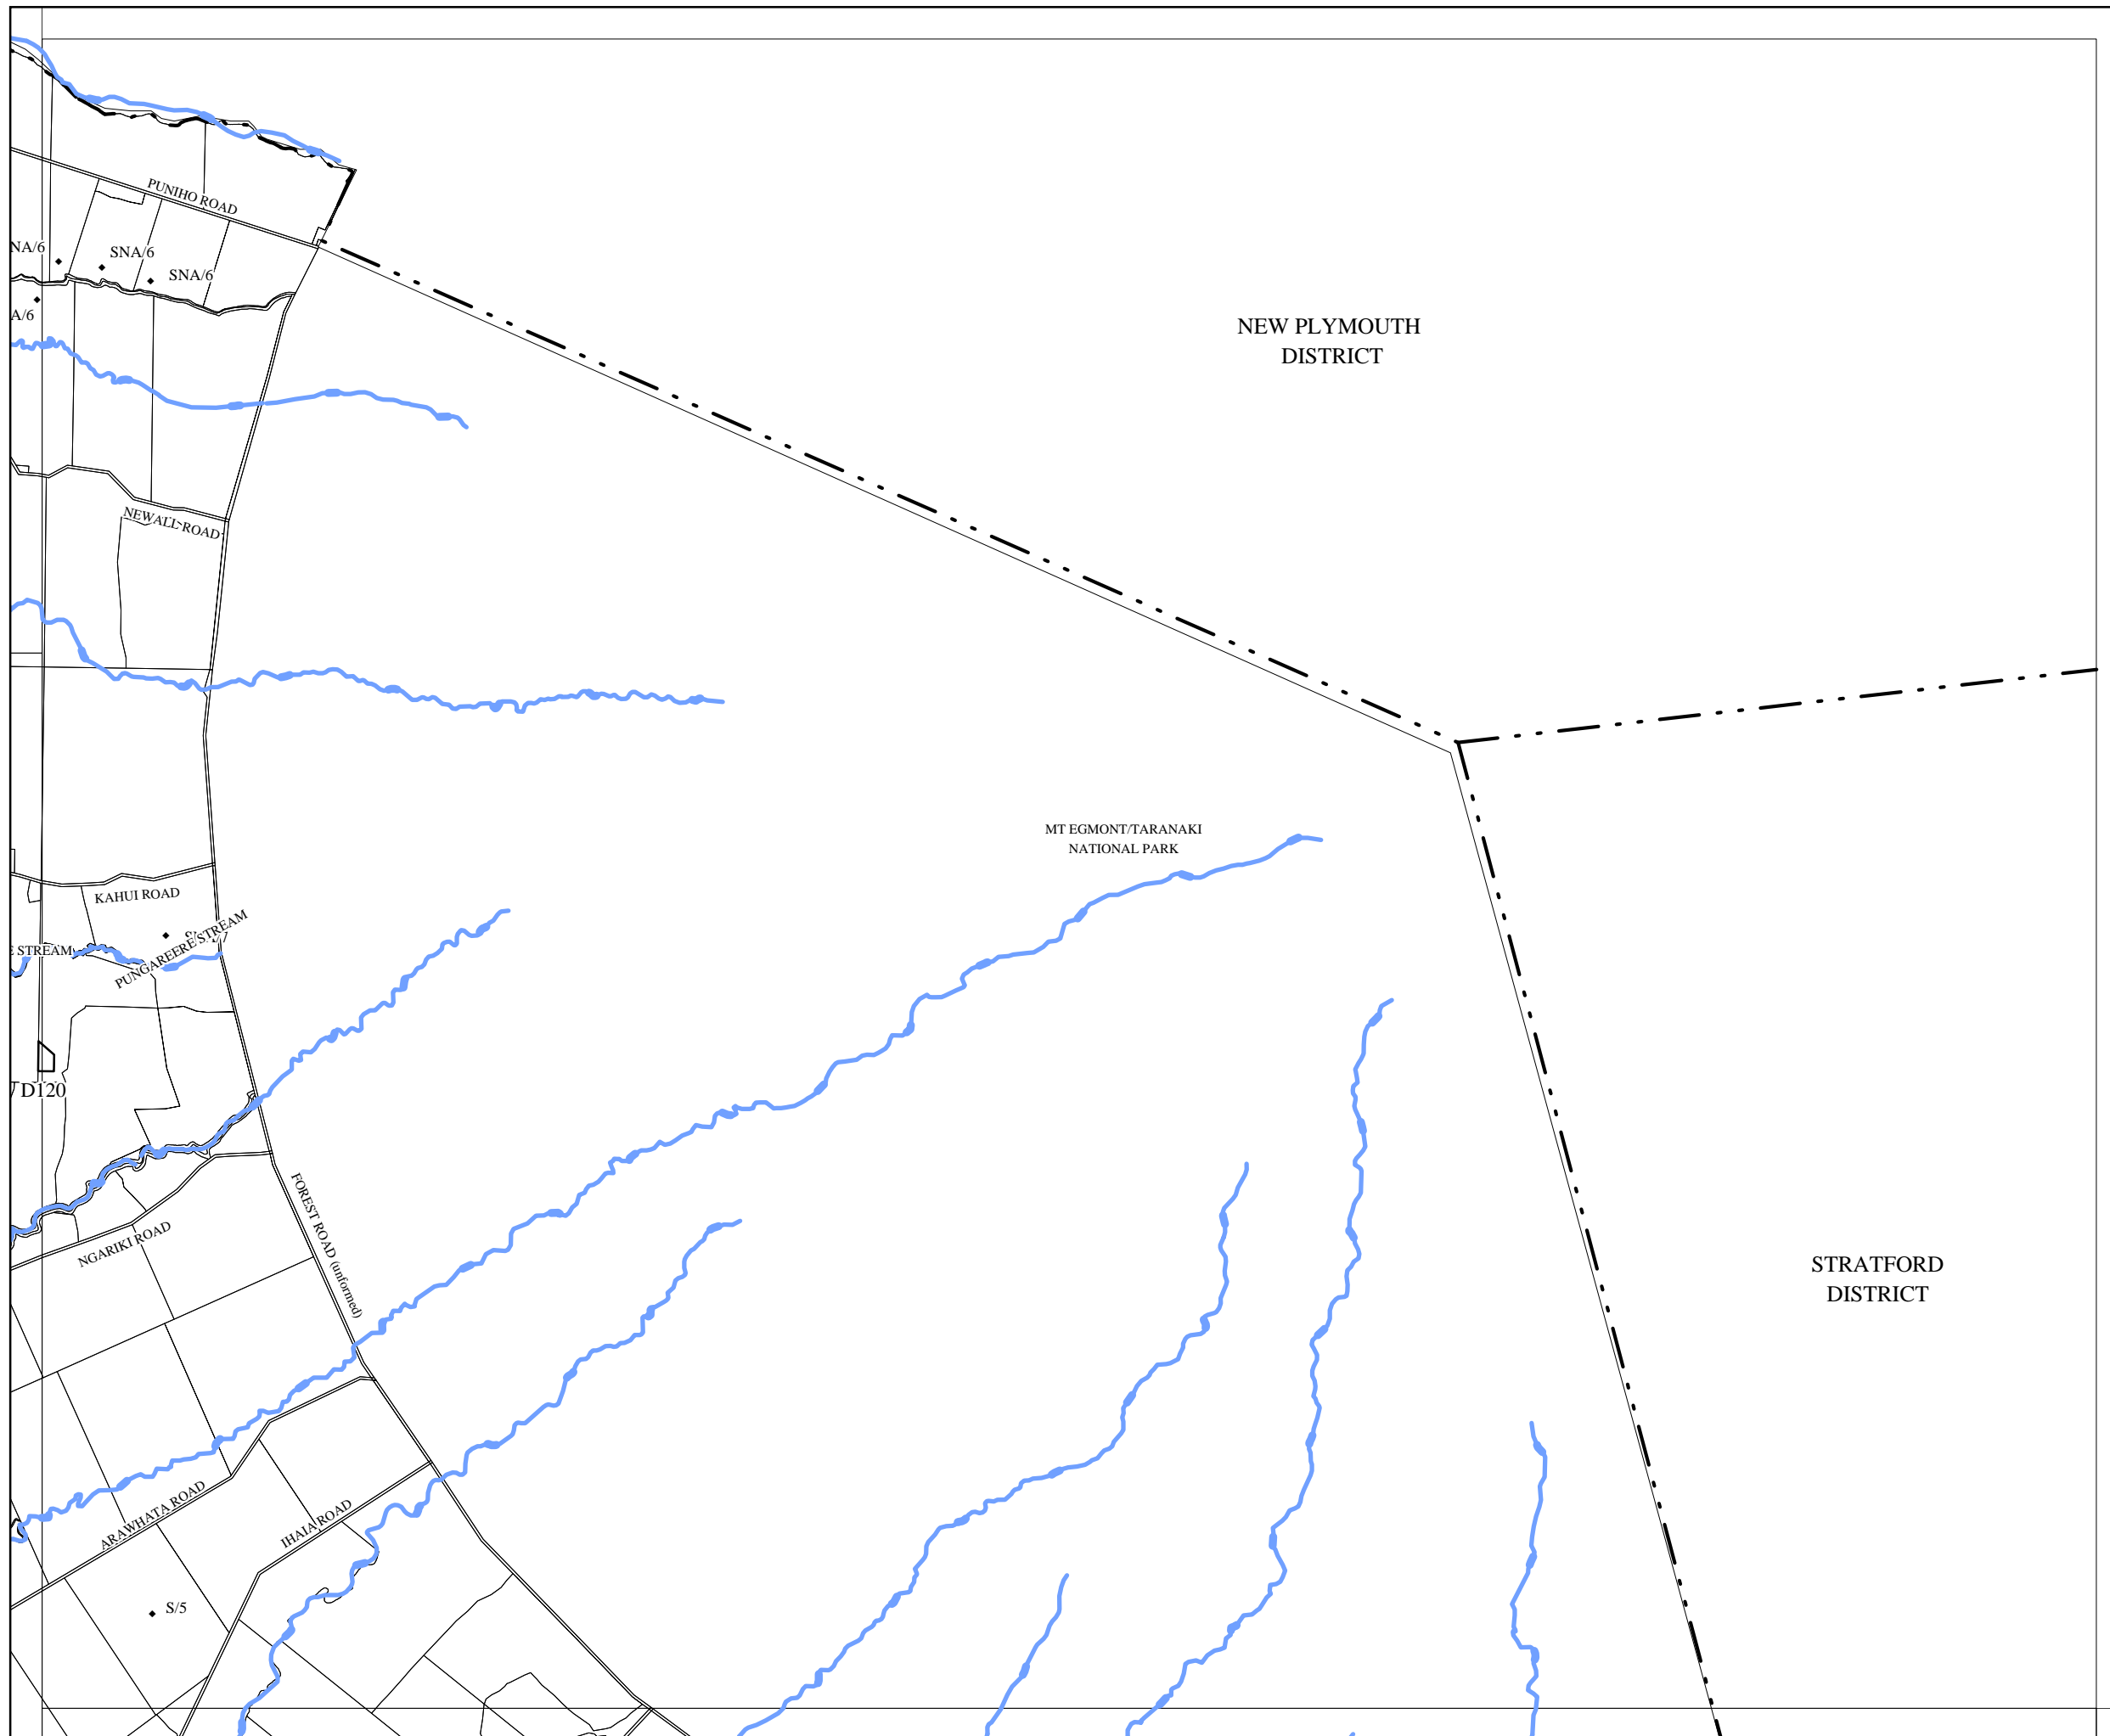 PUNIHO ROAD
NA/6
SNA/6
SNA/6
A/6
NEW PLYMOUTH
DISTRICT
NEWALL ROAD
MT EGMONT/TARANAKI
NATIONAL PARK
KAHUI ROAD
PUNGAREERE STREAM
E STREAM
D120
FOREST ROAD (unformed)
NGARIKI ROAD
STRATFORD
DISTRICT
ARAWHATA ROAD
IHAIA ROAD
S/5